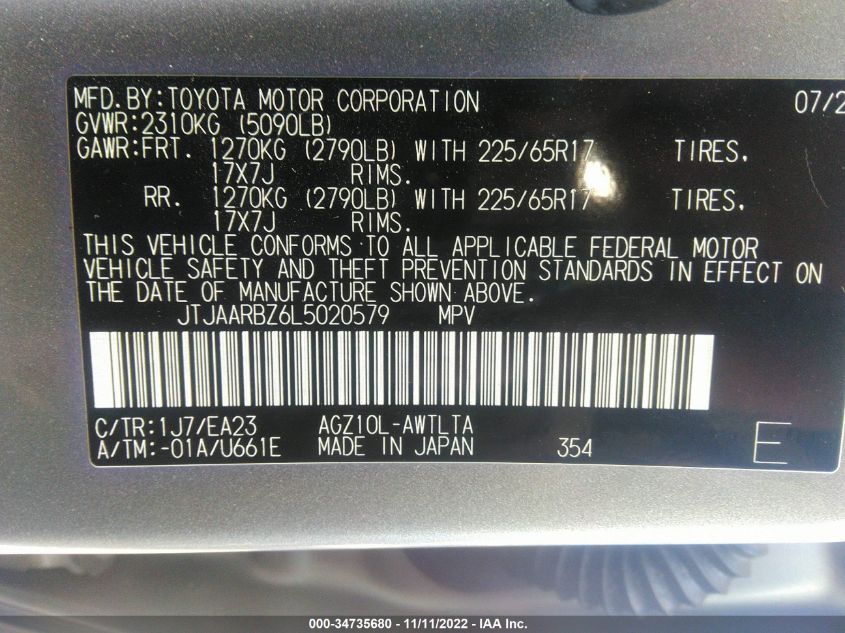 MFD.BY:TOYOTA MOTOR CORPORATION 07/2
GVWR:2310KG (5090LB)
GAWR:FRT. 1270KG (2790LB) WITH 225/65R17 TIRES,
17X7J RIMS.
RR. 1270KG (2790LB) WITH 225/65R17 TIRES,
17X7J RIMS.
THIS VEHICLE CONFORMS TO ALL APPLICABLE FEDERAL MOTOR
VEHICLE SAFETY AND THEFT PREVENTION STANDARDS IN EFFECT ON
THE DATE OF MANUFACTURE SHOWN ABOVE.
JTJAARBZ6L5020579 MPV
C/TR:1J7/EA23 AGZ10L-AWTLTA
A/TM:-01A/U661E MADE IN JAPAN 354 E
000-34735680 - 11/11/2022 - IAA Inc.